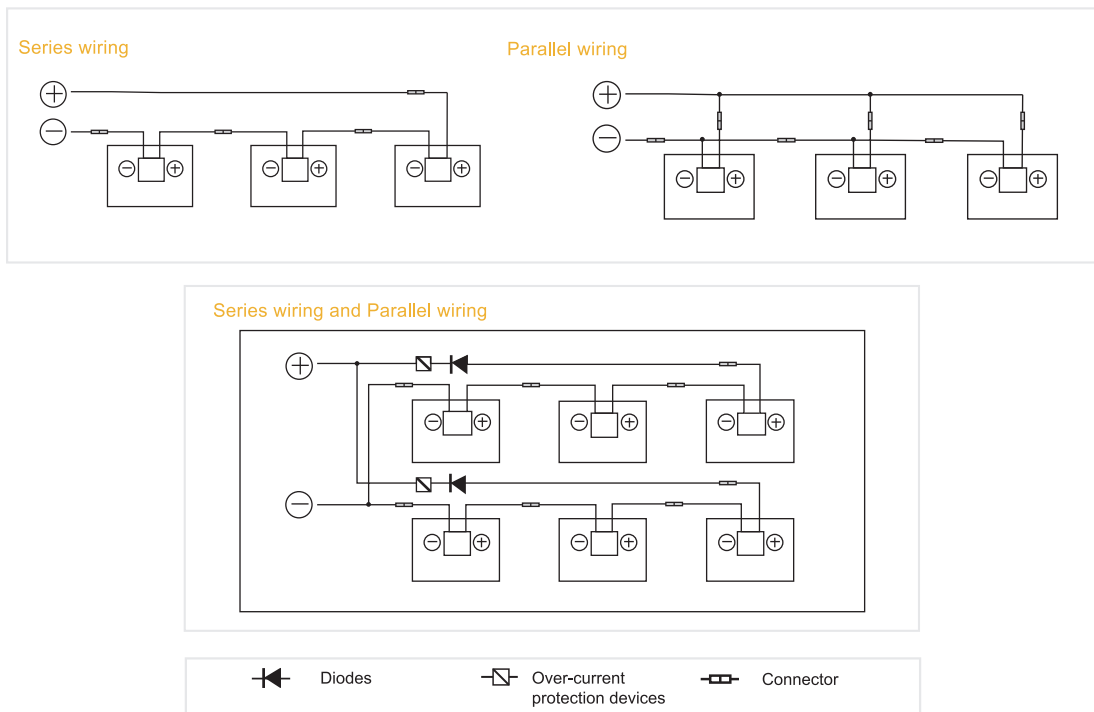 Series wiring
Parallel wiring
Series wiring and Parallel wiring
Diodes
Over-current
protection devices
Connector